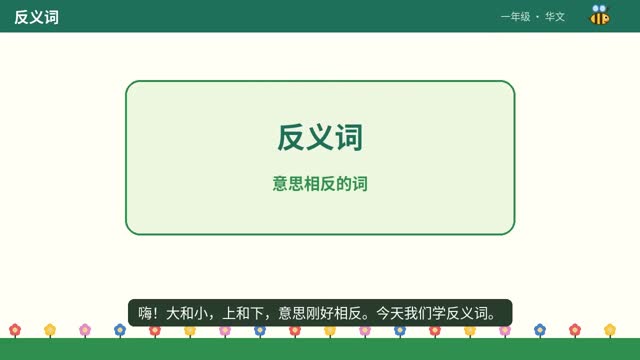 反义词
一年级 · 华文
反义词
意思相反的词
嗨！大和小，上和下，意思刚好相反。今天我们学反义词。